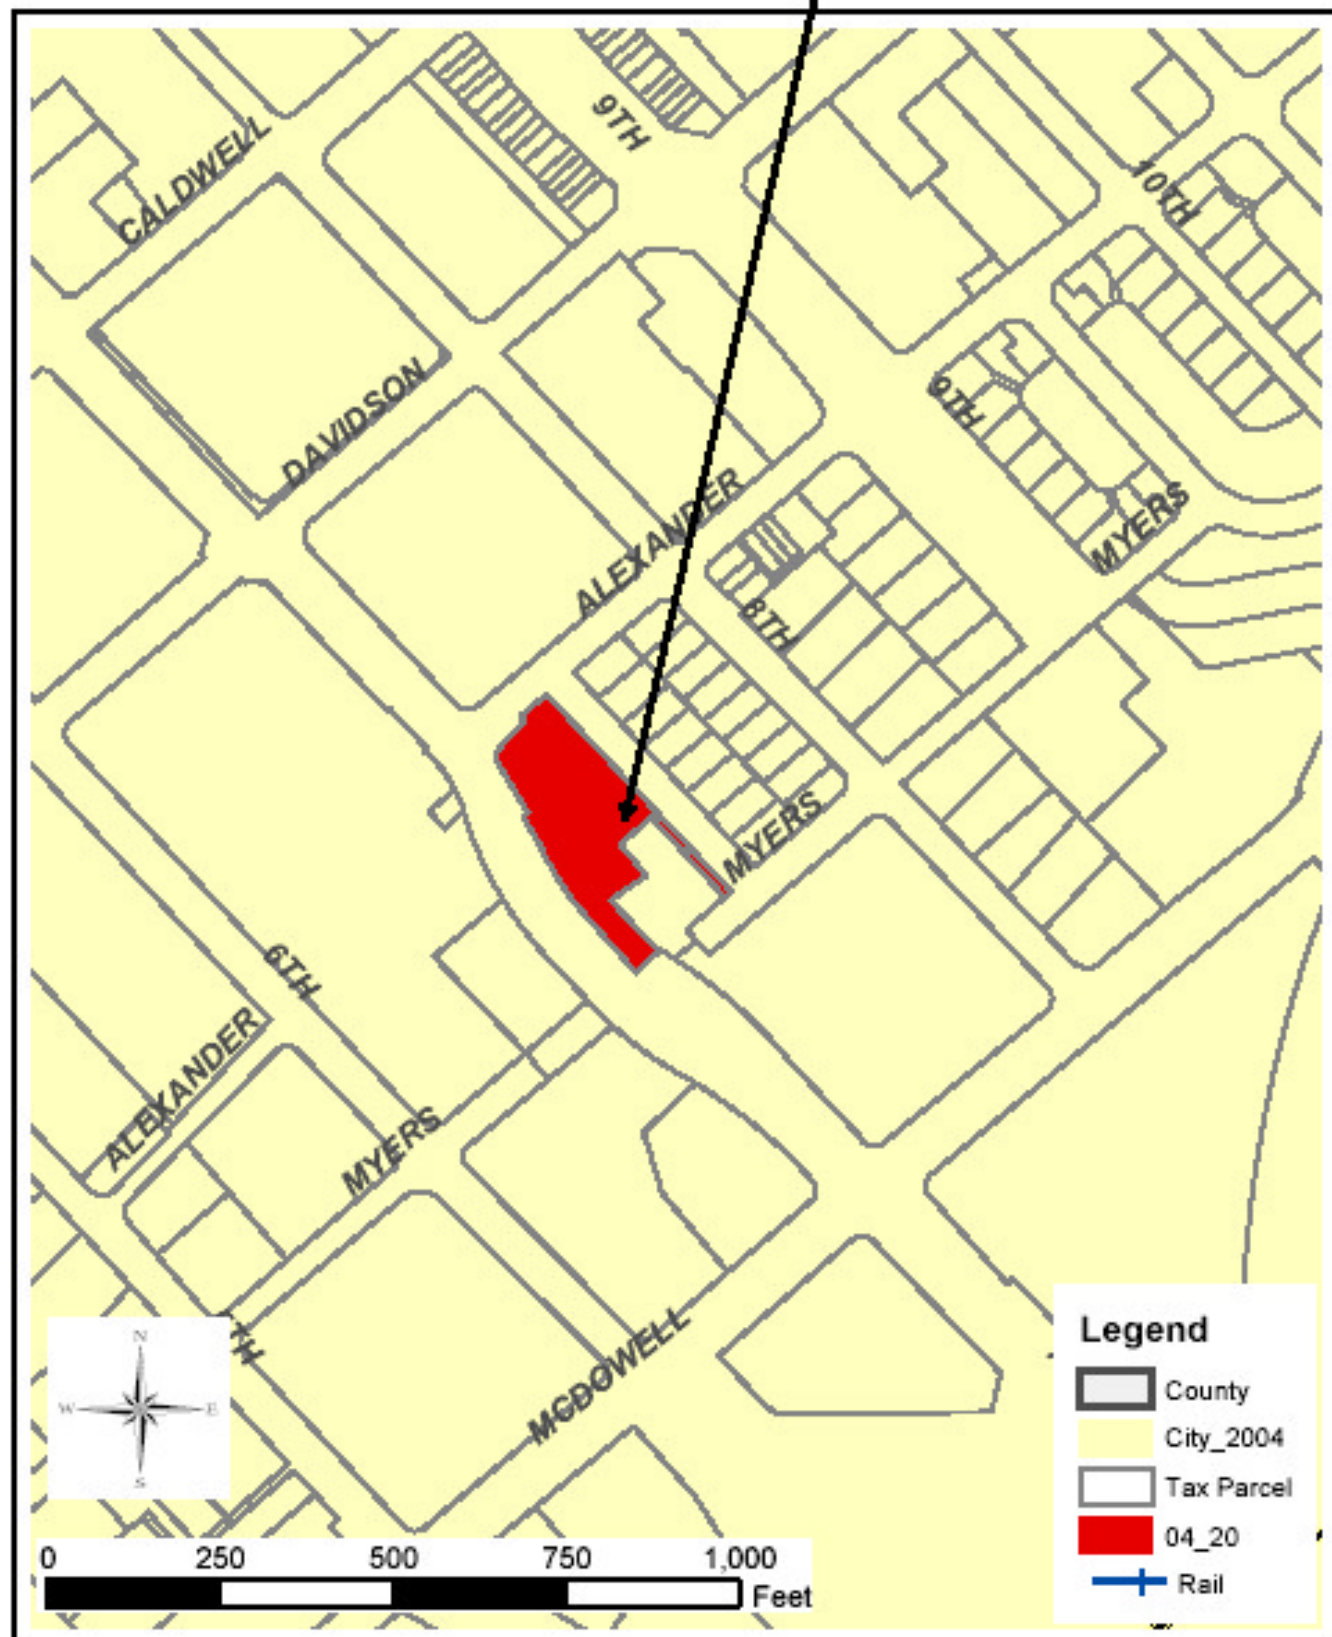 9TH
CALDWELL
10TH
DAVIDSON
9TH
ALEXANDER
MYERS
8TH
MYERS
6TH
ALEXANDER
MYERS
MCDOWELL
N
W E
S
Legend
County
City_2004
Tax Parcel
04_20
Rail
0 250 500 750 1,000
Feet